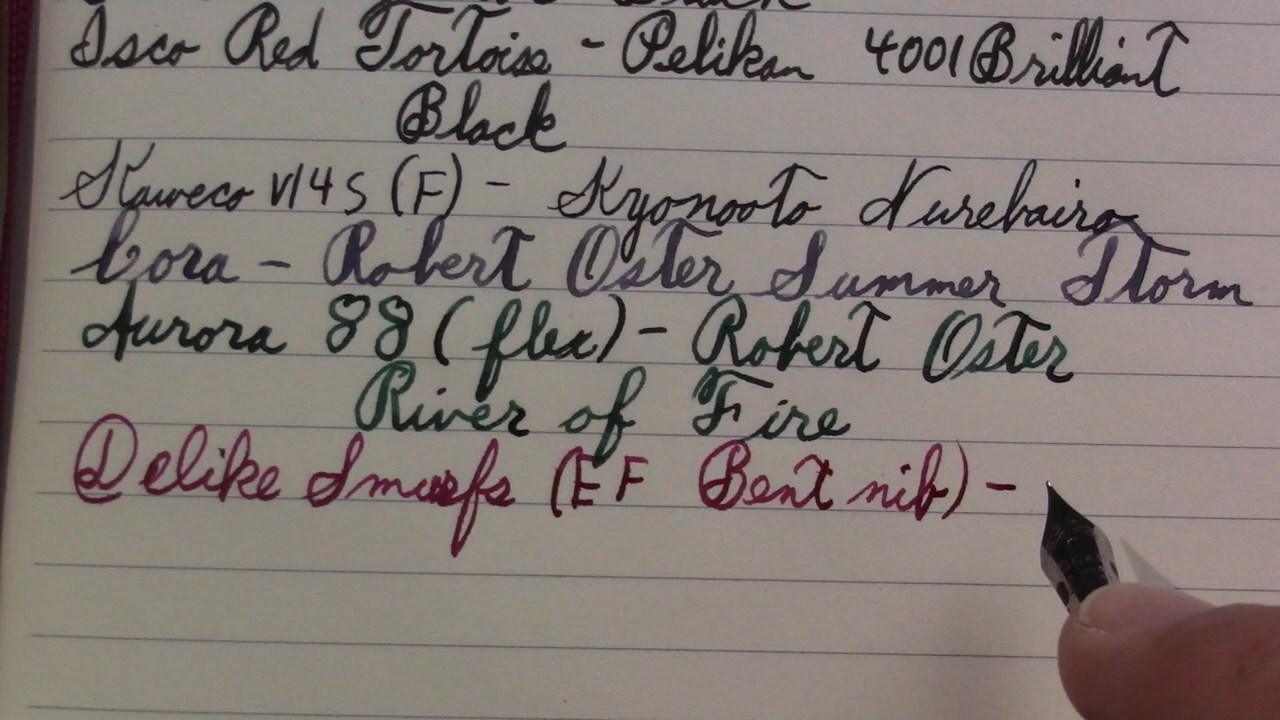 Isco Red Tortoise - Pelikan 4001 Brilliant
Black
Kaweco V14 S (F) - Kyonooto Nurebairo
Cora - Robert Oster Summer Storm
Aurora 88 (flex) - Robert Oster
River of Fire
Delike Smurfs (EF Bent nib) -